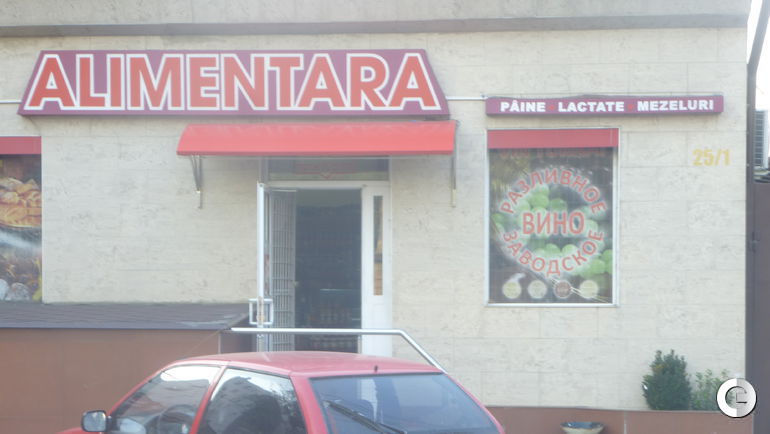 ALIMENTARA
PÂINE LACTATE MEZELURI
25/1
РАЗЛИВНОЕ
ВИНО
ЗАВОДСКОЕ